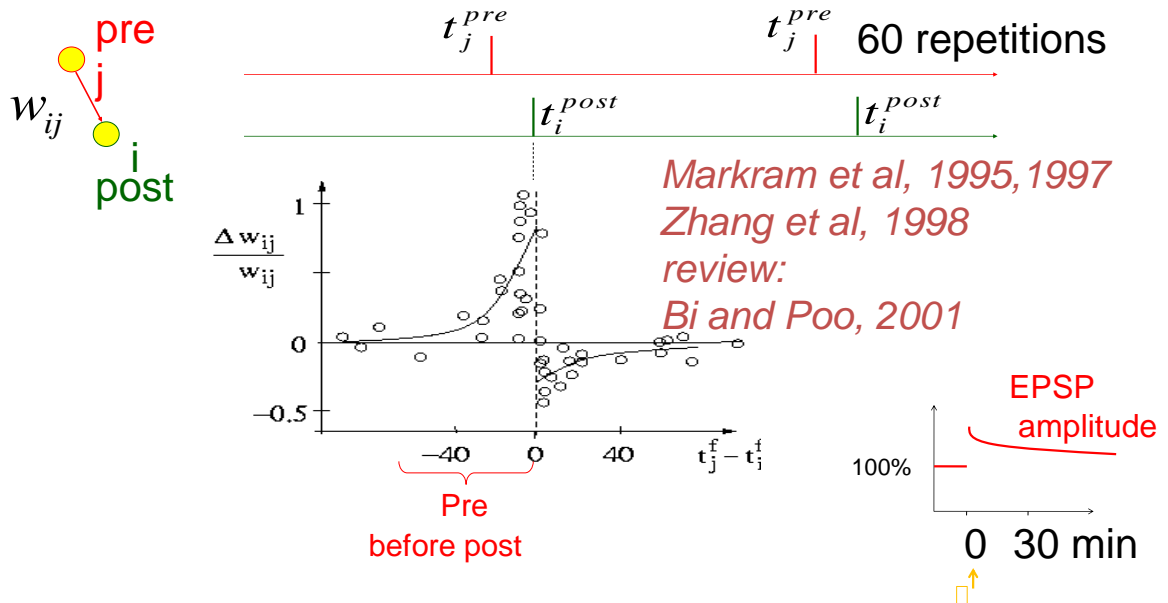 pre
j
w_ij
i
post
t_j^pre
t_j^pre
60 repetitions
t_i^post
t_i^post
Markram et al, 1995,1997
Zhang et al, 1998
review:
Bi and Poo, 2001
1
Δ w_ij
w_ij
0
−0.5
−40 0 40 t_j^f − t_i^f
Pre
before post
EPSP
amplitude
100%
0 30 min